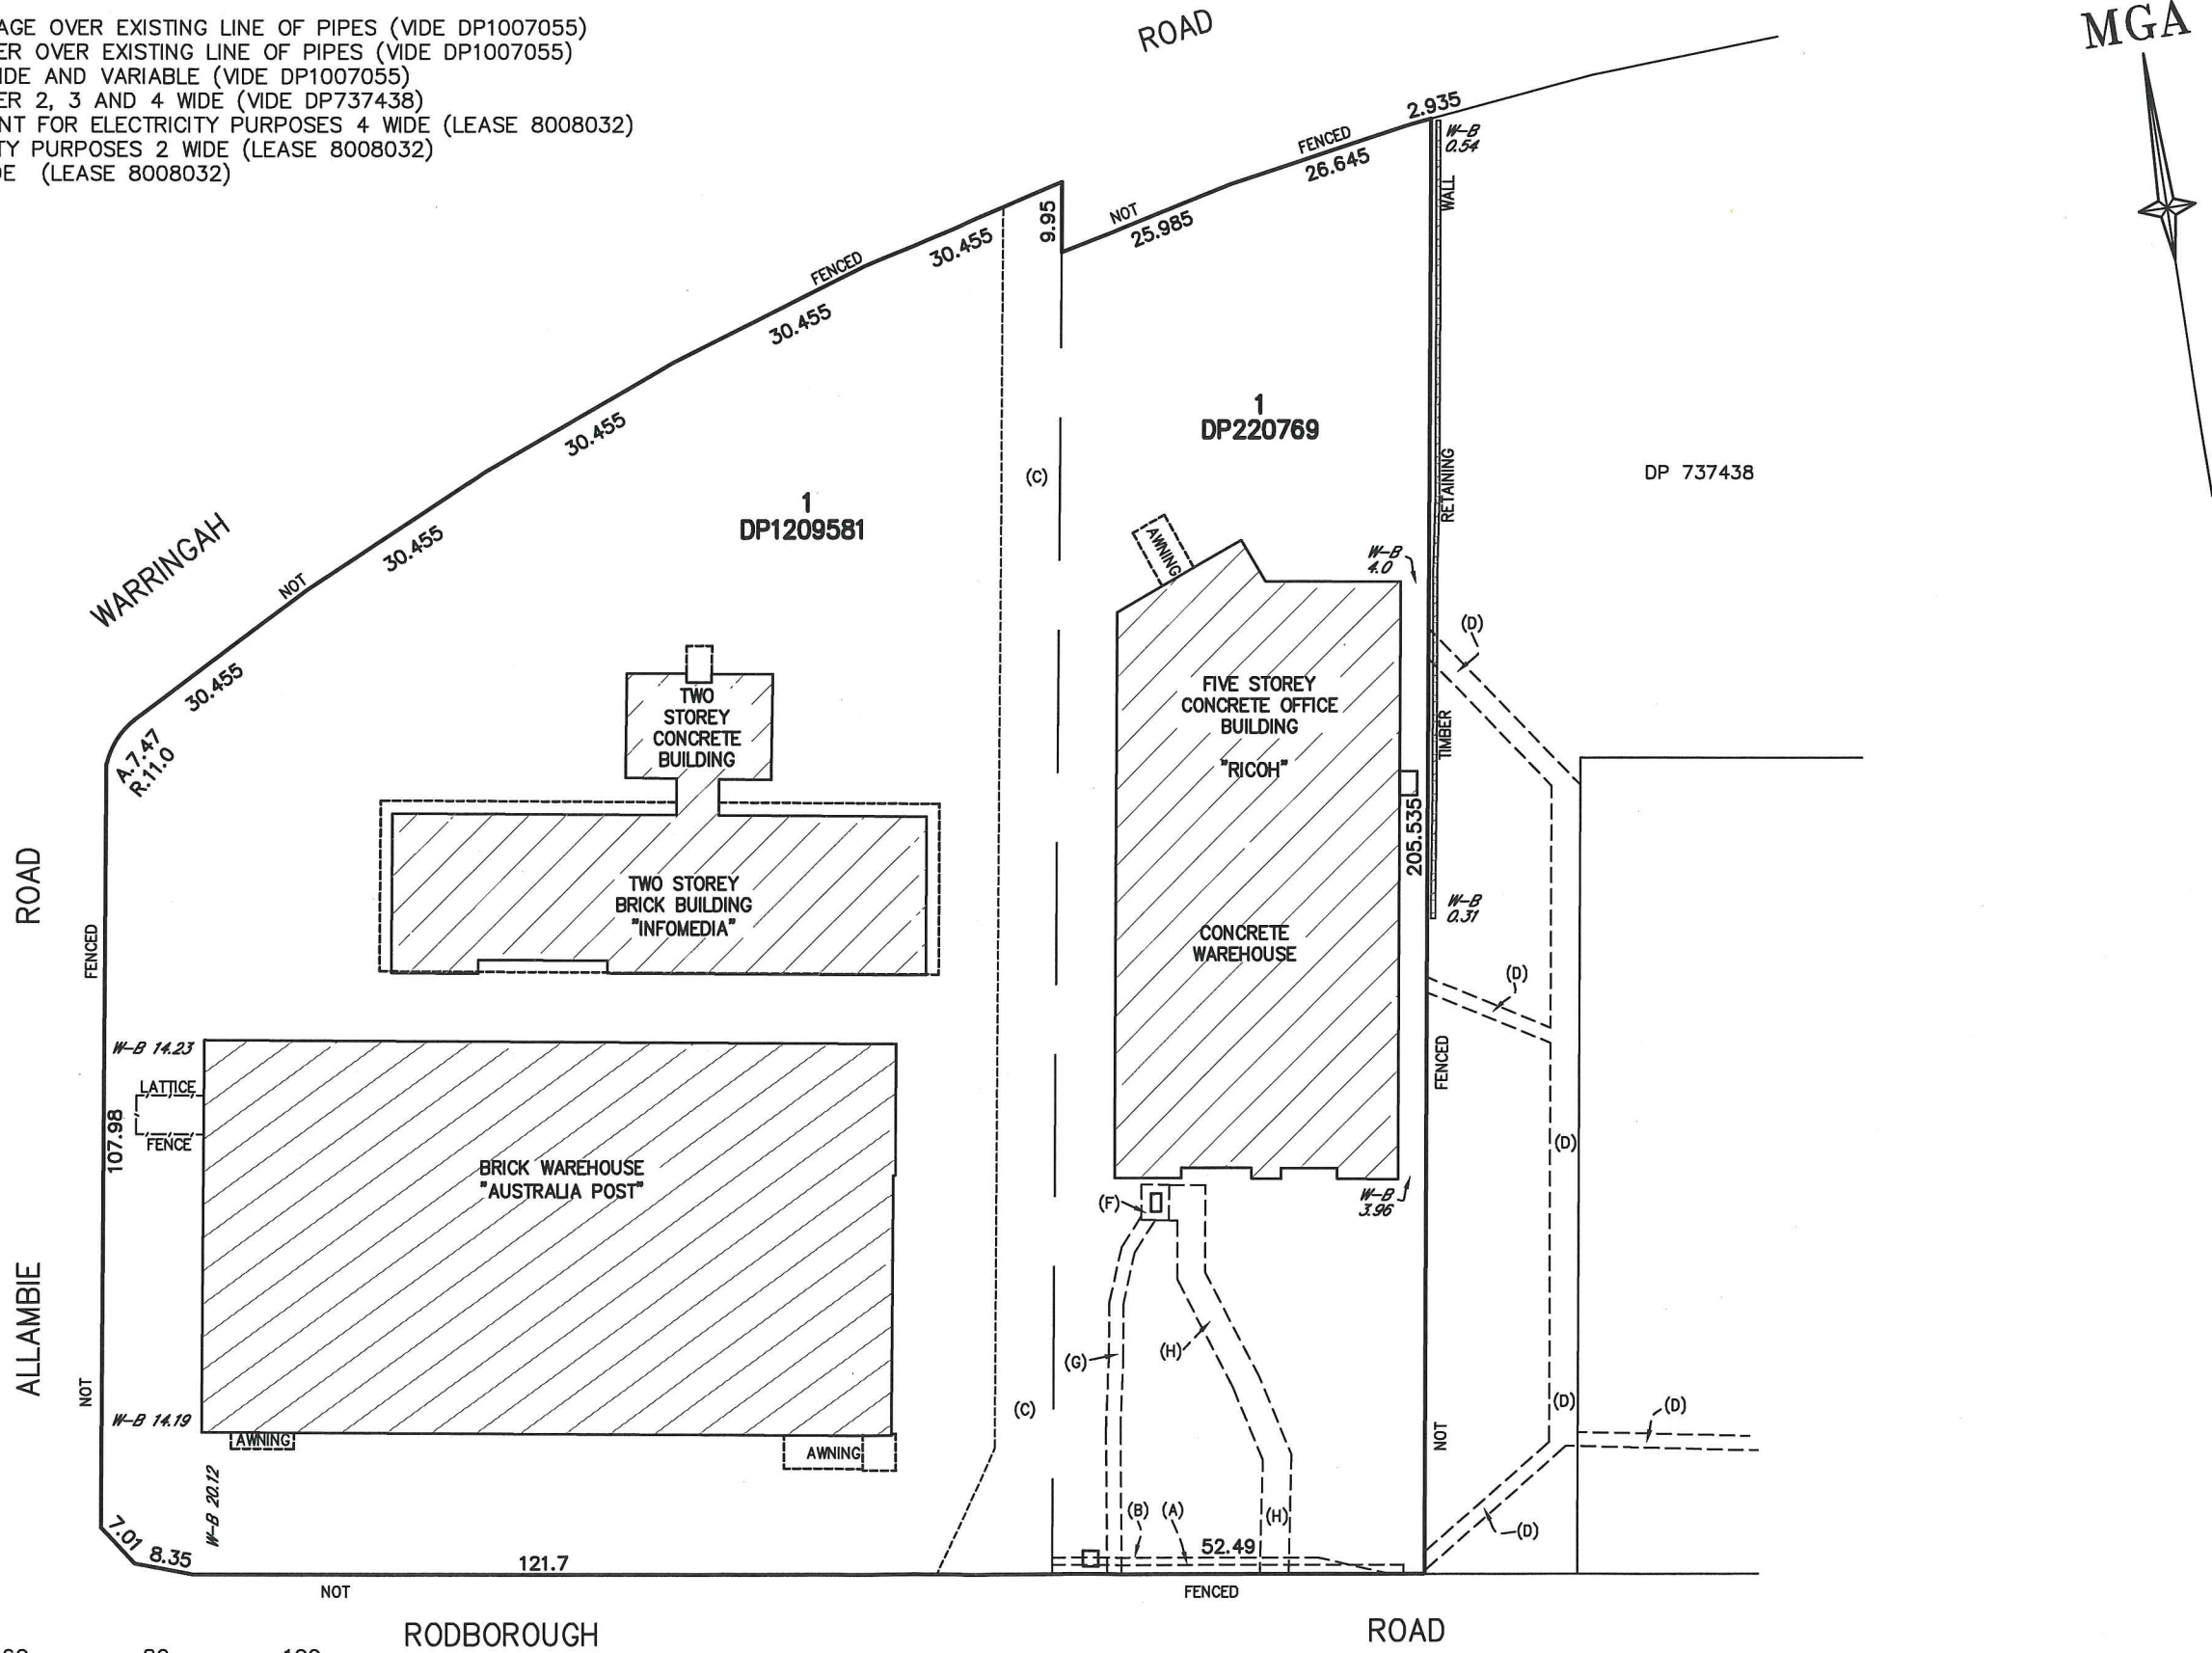 AGE OVER EXISTING LINE OF PIPES (VIDE DP1007055)
ER OVER EXISTING LINE OF PIPES (VIDE DP1007055)
IDE AND VARIABLE (VIDE DP1007055)
ER 2, 3 AND 4 WIDE (VIDE DP737438)
NT FOR ELECTRICITY PURPOSES 4 WIDE (LEASE 8008032)
TY PURPOSES 2 WIDE (LEASE 8008032)
DE (LEASE 8008032)
ROAD
MGA
2.935
W-B
0.54
FENCED
26.645
WALL
9.95
NOT
25.985
30.455
FENCED
30.455
30.455
1
DP220769
(C)
RETAINING
DP 737438
1
DP1209581
30.455
WARRINGAH
NOT
AWNING
W-B
4.0
(D)
30.455
A.7.47
R.11.0
TWO
STOREY
CONCRETE
BUILDING
FIVE STOREY
CONCRETE OFFICE
BUILDING
"RICOH"
TIMBER
205.535
ROAD
TWO STOREY
BRICK BUILDING
"INFOMEDIA"
W-B
0.31
CONCRETE
WAREHOUSE
FENCED
(D)
W-B 14.23
LATTICE
FENCE
107.98
FENCED
(D)
BRICK WAREHOUSE
"AUSTRALIA POST"
(F)
W-B
3.96
ALLAMBIE
NOT
(G)
(H)
(C)
(D)
(D)
NOT
W-B 14.19
AWNING
AWNING
W-B 20.12
(B) (A)
(H)
(D)
7.01
8.35
121.7
52.49
NOT
FENCED
RODBOROUGH
ROAD